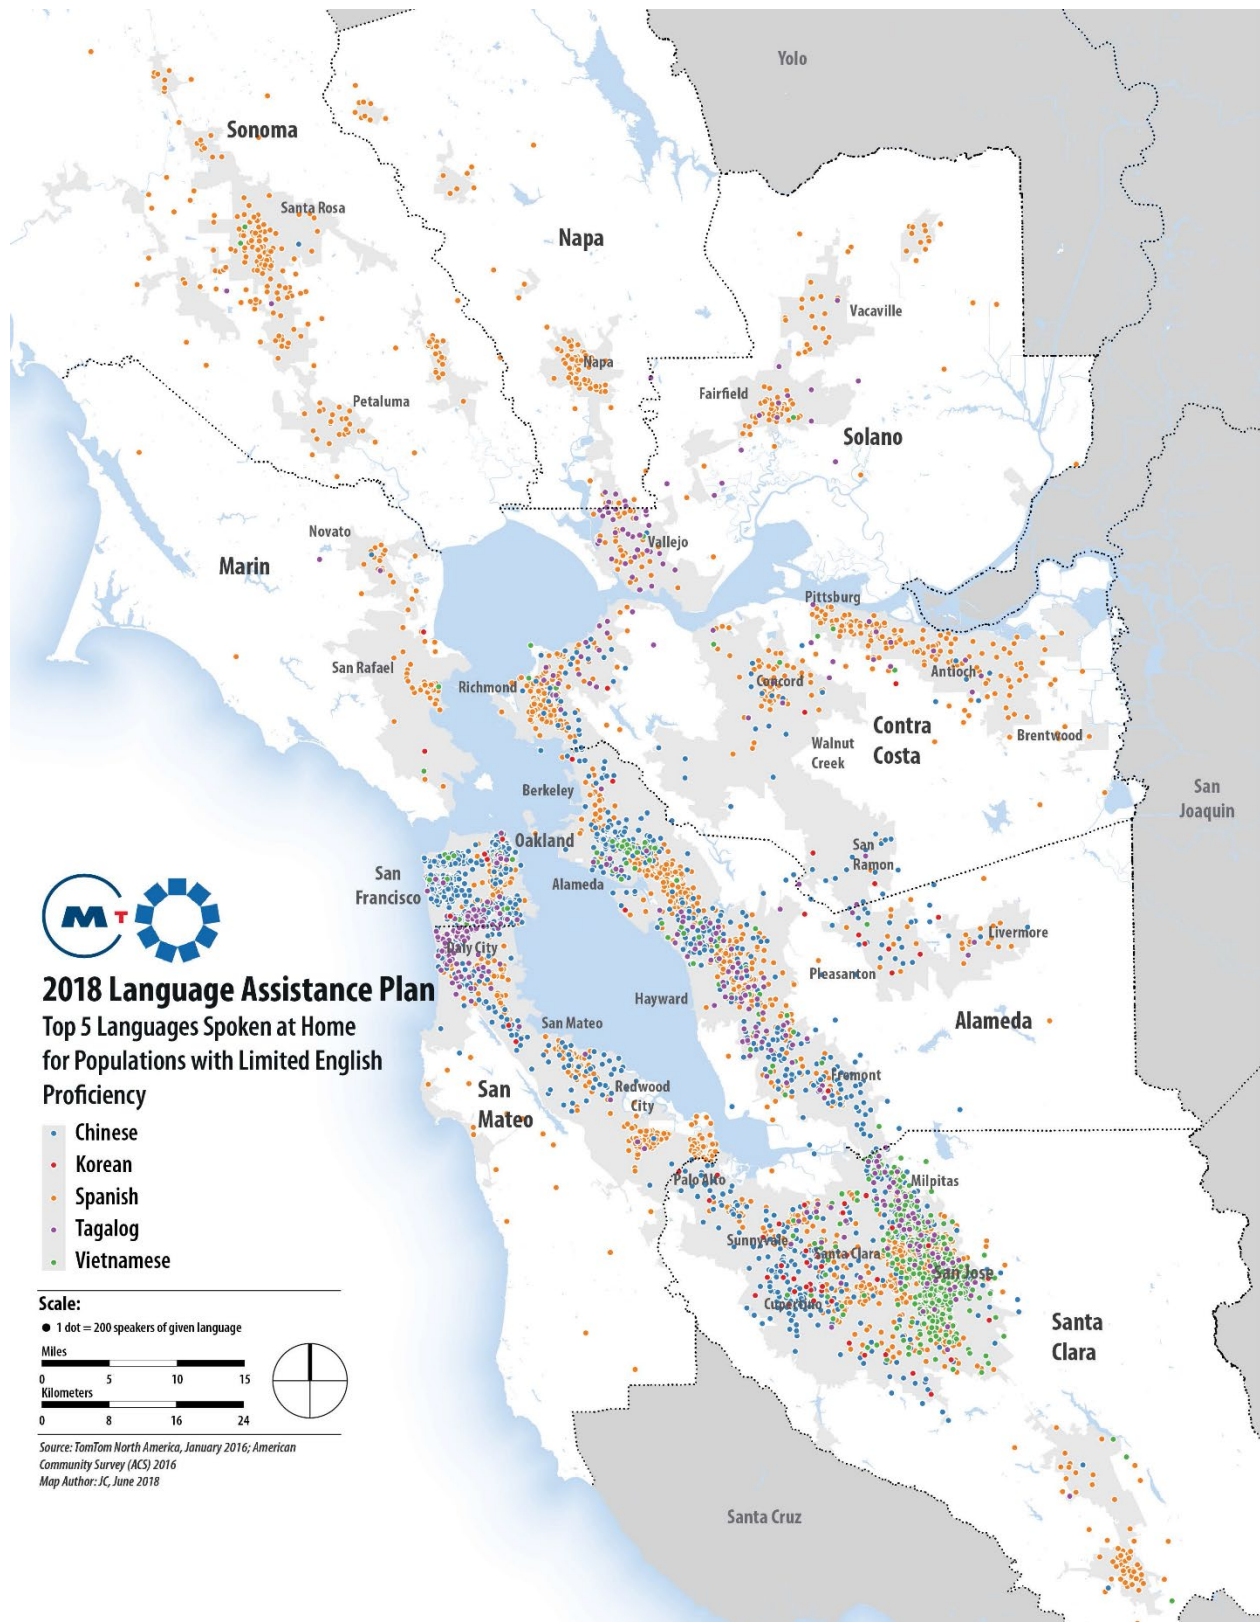 Yolo
Sonoma
Santa Rosa
Napa
Vacaville
Napa
Fairfield
Petaluma
Solano
Novato
Vallejo
Marin
Pittsburg
San Rafael
Antioch
Richmond
Concord
Contra
Costa
Brentwood
Walnut
Creek
Berkeley
San
Joaquin
Oakland
San
Ramon
San
Francisco
Alameda
Livermore
Daly City
Pleasanton
Hayward
Alameda
San Mateo
Fremont
San
Mateo
Redwood
City
Palo Alto
Milpitas
Sunnyvale
Santa Clara
San Jose
Cupertino
Santa
Clara
Santa Cruz
M T
2018 Language Assistance Plan
Top 5 Languages Spoken at Home
for Populations with Limited English
Proficiency
Chinese
Korean
Spanish
Tagalog
Vietnamese
Scale:
1 dot = 200 speakers of given language
Miles
0 5 10 15
Kilometers
0 8 16 24
Source: TomTom North America, January 2016; American
Community Survey (ACS) 2016
Map Author: JC, June 2018